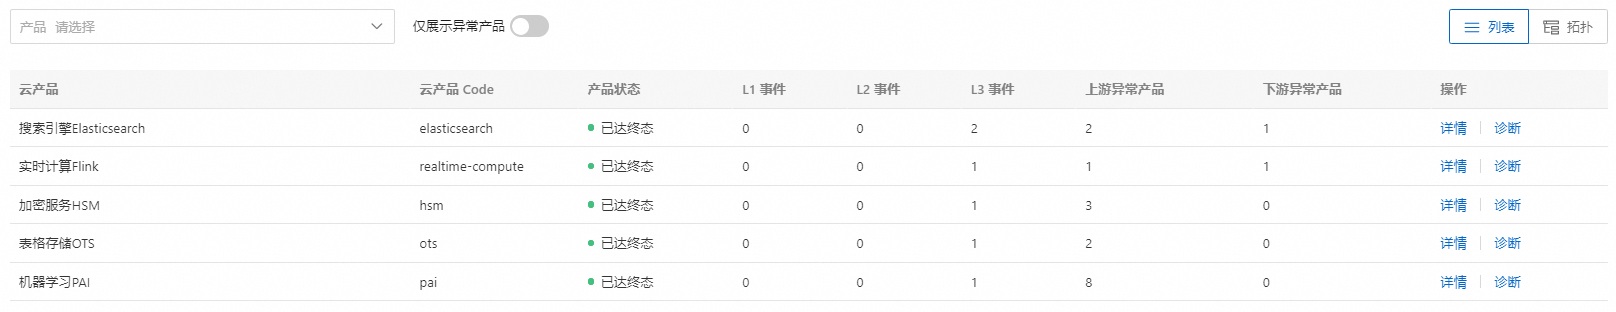 产品 请选择 仅展示异常产品 列表 拓扑
云产品 云产品 Code 产品状态 L1 事件 L2 事件 L3 事件 上游异常产品 下游异常产品 操作
搜索引擎Elasticsearch elasticsearch 已达终态 0 0 2 2 1 详情 诊断
实时计算Flink realtime-compute 已达终态 0 0 1 1 1 详情 诊断
加密服务HSM hsm 已达终态 0 0 1 3 0 详情 诊断
表格存储OTS ots 已达终态 0 0 1 2 0 详情 诊断
机器学习PAI pai 已达终态 0 0 1 8 0 详情 诊断